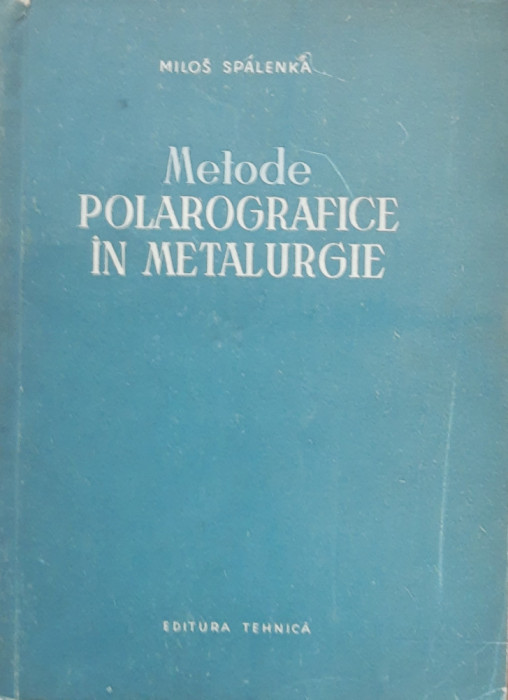 MILOŠ SPÁLENKA
Metode
POLAROGRAFICE
ÎN METALURGIE
EDITURA TEHNICĂ